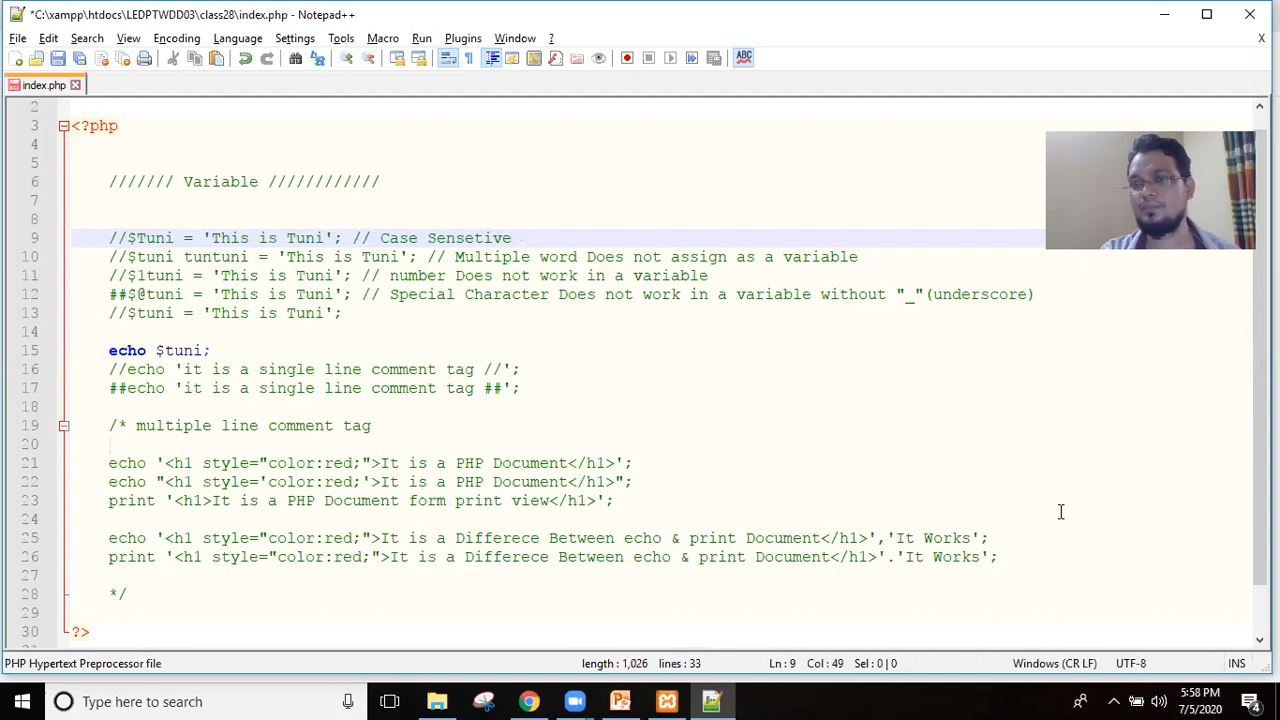 *C:\xampp\htdocs\LEDPTWDD03\class28\index.php - Notepad++
File Edit Search View Encoding Language Settings Tools Macro Run Plugins Window ? X
ABC
index.php
2
3 <?php
4
5
6 /////// Variable ////////////
7
8
9 //$Tuni = 'This is Tuni'; // Case Sensetive
10 //$tuni tuntuni = 'This is Tuni'; // Multiple word Does not assign as a variable
11 //$1tuni = 'This is Tuni'; // number Does not work in a variable
12 ##$@tuni = 'This is Tuni'; // Special Character Does not work in a variable without "_"(underscore)
13 //$tuni = 'This is Tuni';
14
15 echo $tuni;
16 //echo 'it is a single line comment tag //';
17 ##echo 'it is a single line comment tag ##';
18
19 /* multiple line comment tag
20
21 echo '<h1 style="color:red;">It is a PHP Document</h1>';
22 echo "<h1 style='color:red;'>It is a PHP Document</h1>";
23 print '<h1>It is a PHP Document form print view</h1>';
24
25 echo '<h1 style="color:red;">It is a Differece Between echo & print Document</h1>','It Works';
26 print '<h1 style="color:red;">It is a Differece Between echo & print Document</h1>'.'It Works';
27
28 */
29
30 ?>
PHP Hypertext Preprocessor file length : 1,026 lines : 33 Ln : 9 Col : 49 Sel : 0 | 0 Windows (CR LF) UTF-8 INS
Type here to search
5:58 PM
7/5/2020
4